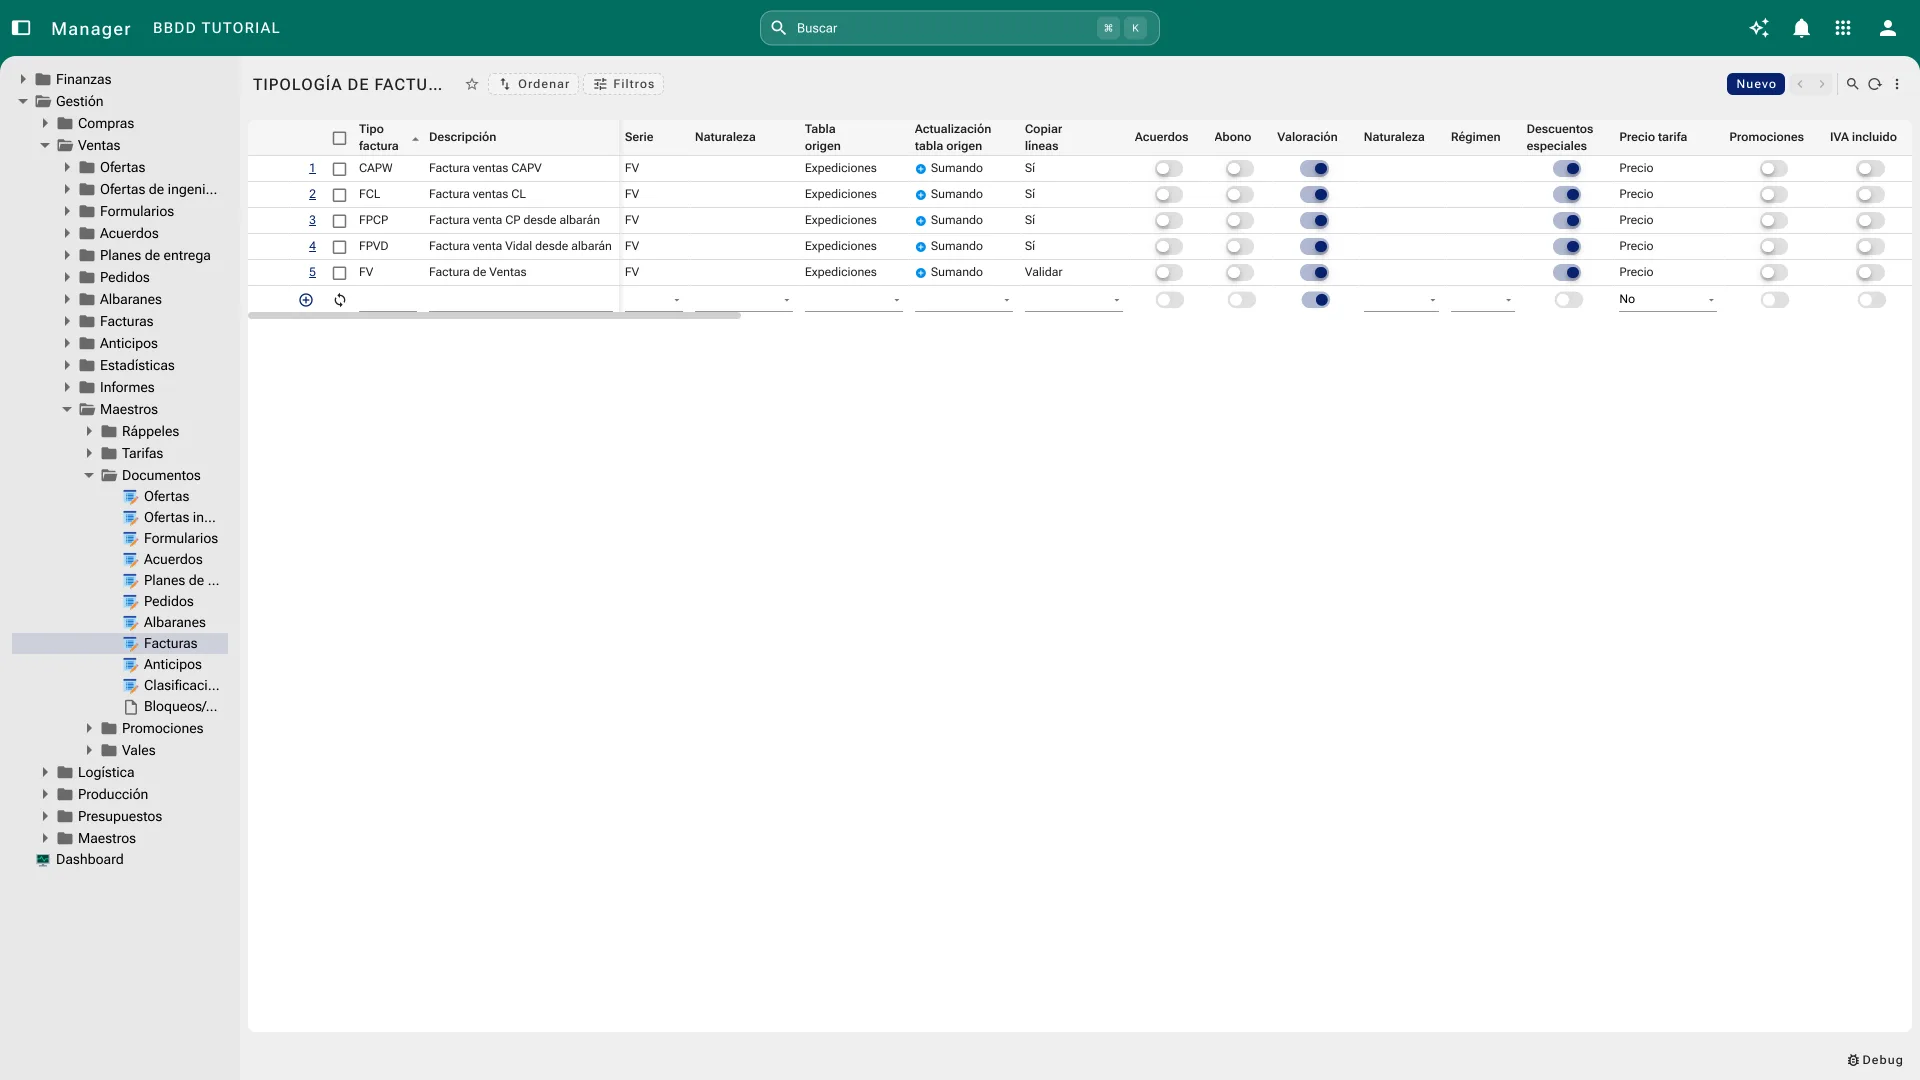 Manager
BBDD TUTORIAL
Buscar
⌘ K
Finanzas
Gestión
Compras
Ventas
Ofertas
Ofertas de ingeni...
Formularios
Acuerdos
Planes de entrega
Pedidos
Albaranes
Facturas
Anticipos
Estadísticas
Informes
Maestros
Ráppeles
Tarifas
Documentos
Ofertas
Ofertas in...
Formularios
Acuerdos
Planes de ...
Pedidos
Albaranes
Facturas
Anticipos
Clasificaci...
Bloqueos/...
Promociones
Vales
Logística
Producción
Presupuestos
Maestros
Dashboard
TIPOLOGÍA DE FACTU...
Ordenar
Filtros
Nuevo
Tipo factura Descripción Serie Naturaleza Tabla origen Actualización tabla origen Copiar líneas Acuerdos Abono Valoración Naturaleza Régimen Descuentos especiales Precio tarifa Promociones IVA incluido
1 CAPW Factura ventas CAPV FV Expediciones Sumando Sí Precio
2 FCL Factura ventas CL FV Expediciones Sumando Sí Precio
3 FPCP Factura venta CP desde albarán FV Expediciones Sumando Sí Precio
4 FPVD Factura venta Vidal desde albarán FV Expediciones Sumando Sí Precio
5 FV Factura de Ventas FV Expediciones Sumando Validar Precio
No
Debug